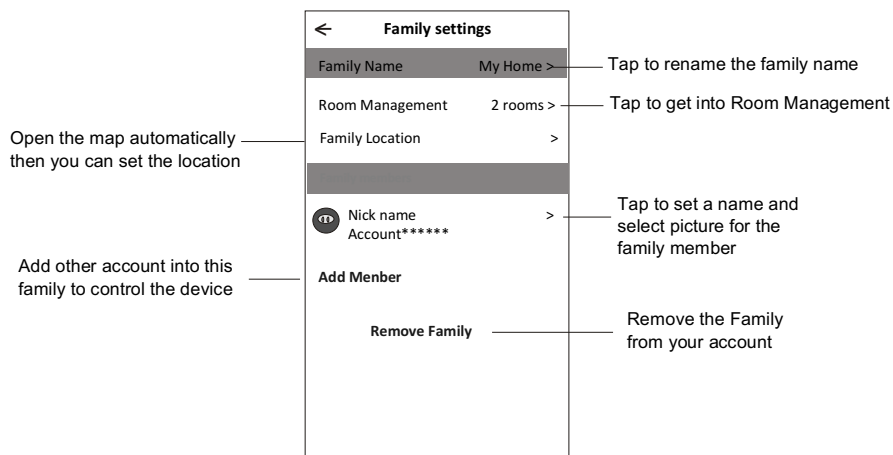 Family settings
Family Name My Home >
Tap to rename the family name
Room Management 2 rooms >
Tap to get into Room Management
Open the map automatically
then you can set the location
Family Location >
Nick name >
Account******
Tap to set a name and
select picture for the
family member
Add other account into this
family to control the device
Add Menber
Remove Family
Remove the Family
from your account